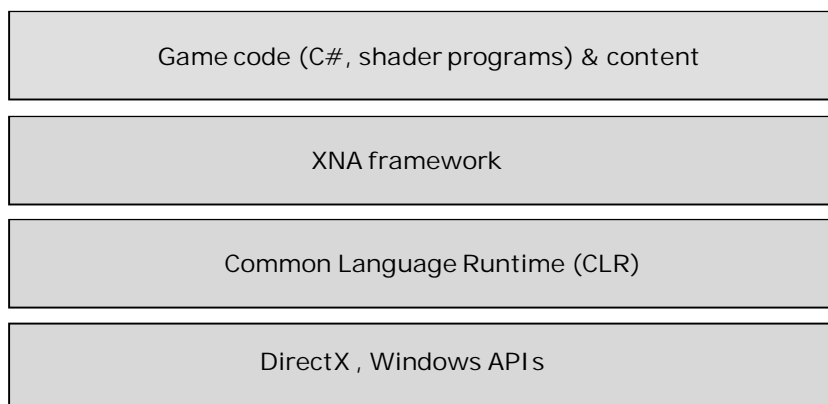 Game code (C#, shader programs) & content
XNA framework
Common Language Runtime (CLR)
DirectX , Windows APIs